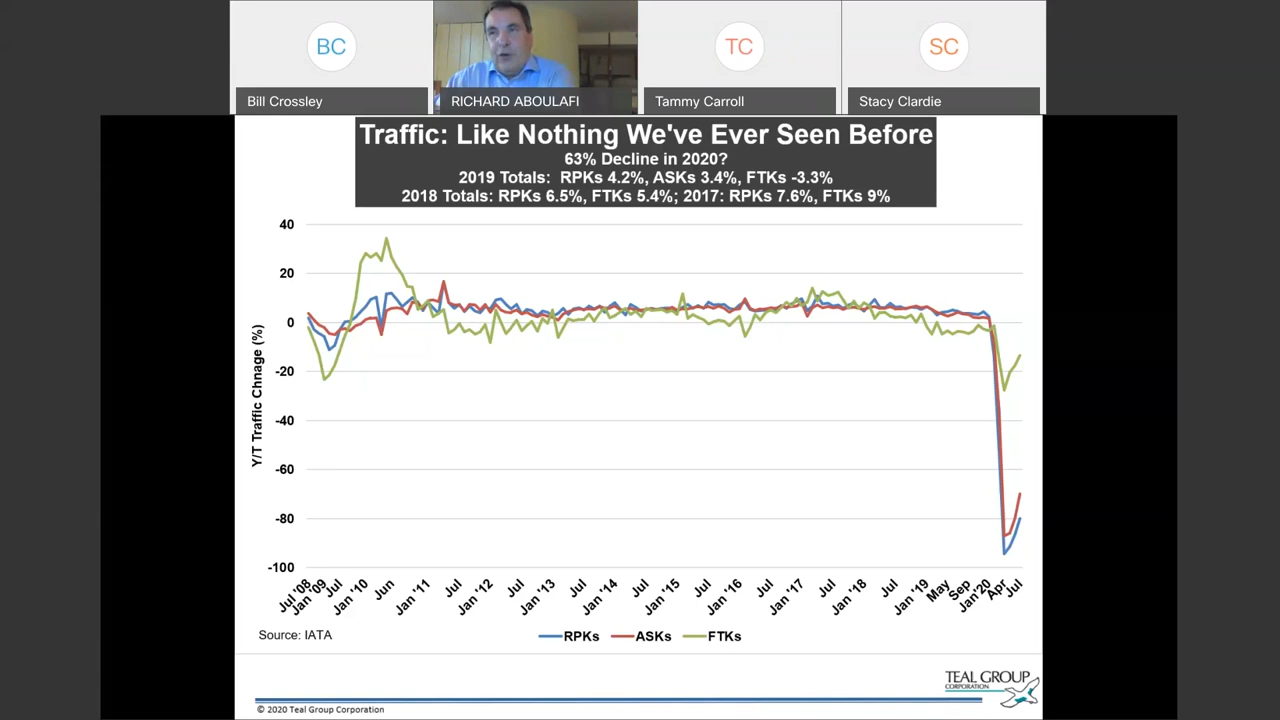 BC
TC
SC
Bill Crossley
RICHARD ABOULAFI
Tammy Carroll
Stacy Clardie
Traffic: Like Nothing We've Ever Seen Before
63% Decline in 2020?
2019 Totals: RPKs 4.2%, ASKs 3.4%, FTKs -3.3%
2018 Totals: RPKs 6.5%, FTKs 5.4%; 2017: RPKs 7.6%, FTKs 9%
Y/T Traffic Chnage (%)
40
20
0
-20
-40
-60
-80
-100
Jul '08
Jan '09
Jul
Jan '10
Jun
Jan '11
Jul
Jan '12
Jul
Jan '13
Jul
Jan '14
Jul
Jan '15
Jul
Jan '16
Jul
Jan '17
Jul
Jan '18
Jul
Jan '19
May
Sep
Jan'20
Apr
Jul
Source: IATA
RPKs ASKs FTKs
TEAL GROUP
CORPORATION
© 2020 Teal Group Corporation